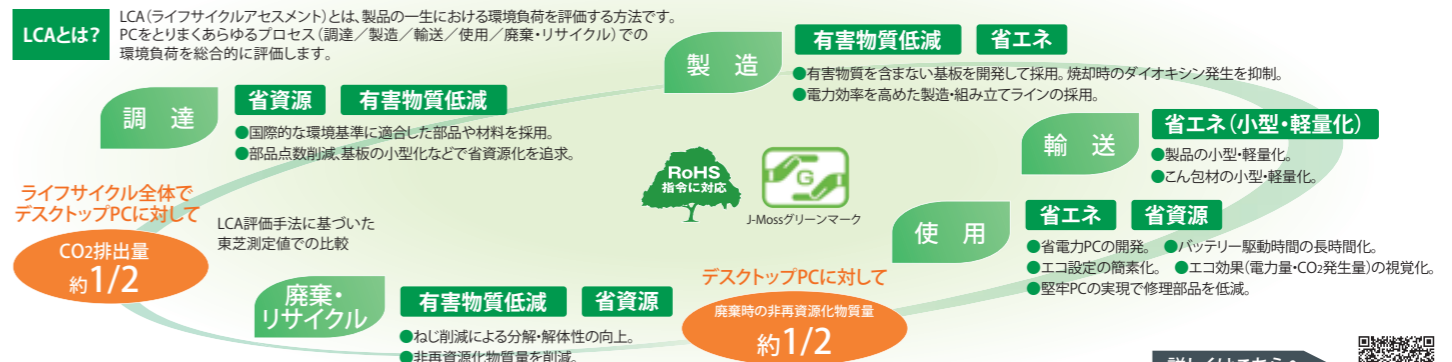 LCAとは?
LCA(ライフサイクルアセスメント)とは、製品の一生における環境負荷を評価する方法です。
PCをとりまくあらゆるプロセス(調達／製造／輸送／使用／廃棄・リサイクル)での
環境負荷を総合的に評価します。
調 達
省資源
有害物質低減
●国際的な環境基準に適合した部品や材料を採用。
●部品点数削減、基板の小型化などで省資源化を追求。
製 造
有害物質低減
省エネ
●有害物質を含まない基板を開発して採用。焼却時のダイオキシン発生を抑制。
●電力効率を高めた製造・組み立てラインの採用。
輸 送
省エネ(小型・軽量化)
●製品の小型・軽量化。
●こん包材の小型・軽量化。
RoHS
指令に対応
G
J-Mossグリーンマーク
使 用
省エネ
省資源
●省電力PCの開発。 ●バッテリー駆動時間の長時間化。
●エコ設定の簡素化。 ●エコ効果(電力量・CO2発生量)の視覚化。
●堅牢PCの実現で修理部品を低減。
ライフサイクル全体で
デスクトップPCに対して
CO2排出量
約1/2
LCA評価手法に基づいた
東芝測定値での比較
廃棄・
リサイクル
有害物質低減
省資源
●ねじ削減による分解・解体性の向上。
●非再資源化物質量を削減。
デスクトップPCに対して
廃棄時の非再資源化物質量
約1/2
詳しくはこちらへ